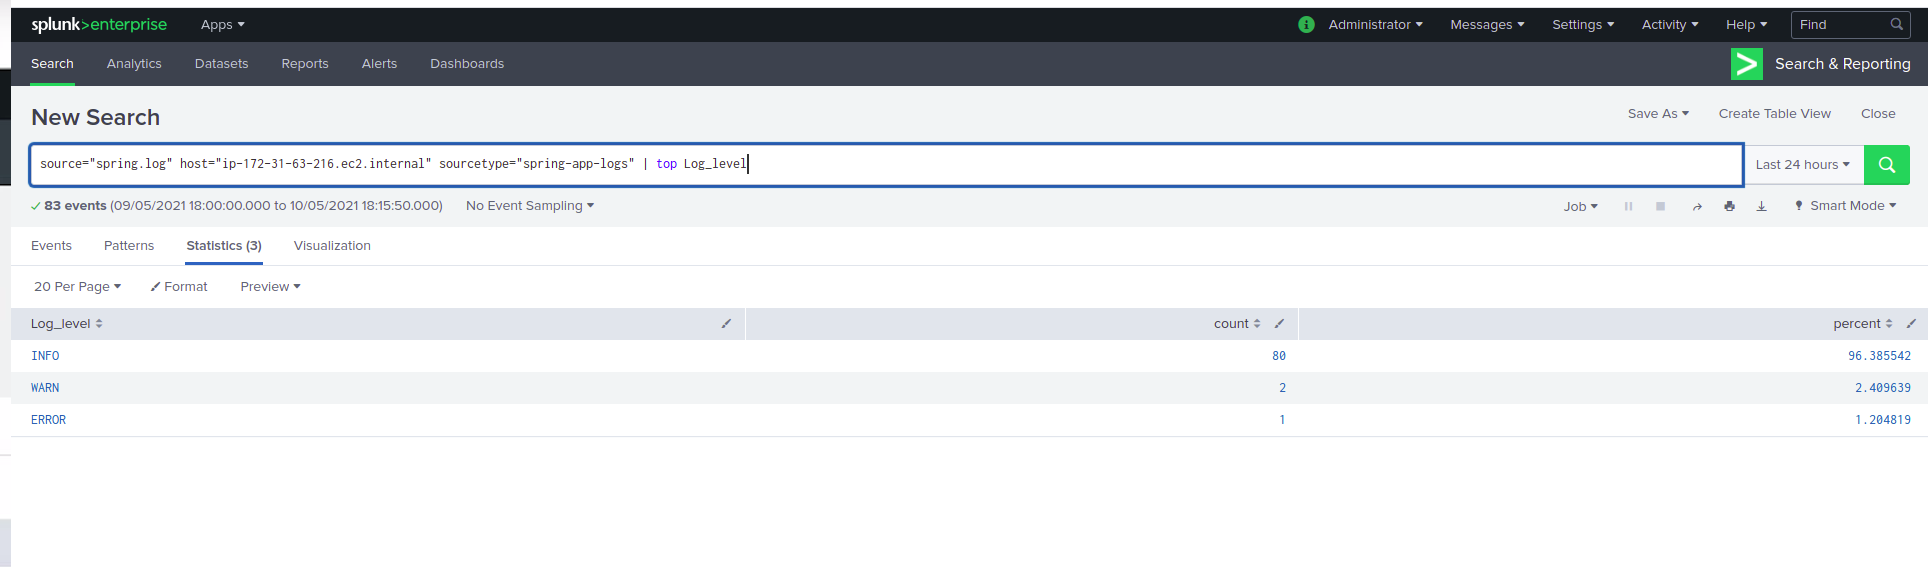 splunk>enterprise Apps Administrator Messages Settings Activity Help Find
Search Analytics Datasets Reports Alerts Dashboards Search & Reporting
New Search Save As Create Table View Close
source="spring.log" host="ip-172-31-63-216.ec2.internal" sourcetype="spring-app-logs" | top Log_level Last 24 hours
83 events (09/05/2021 18:00:00.000 to 10/05/2021 18:15:50.000) No Event Sampling Job Smart Mode
Events Patterns Statistics (3) Visualization
20 Per Page Format Preview
Log_level count percent
INFO 80 96.385542
WARN 2 2.409639
ERROR 1 1.204819